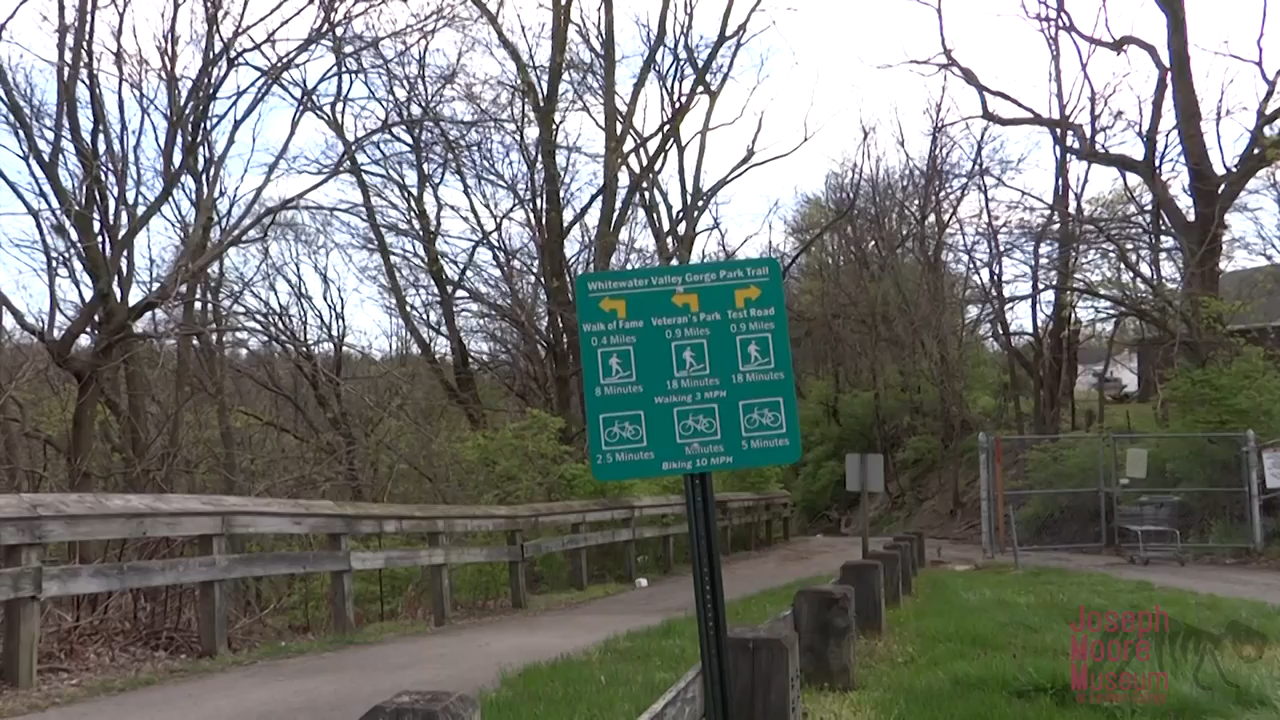 Whitewater Valley Gorge Park Trail
Walk of Fame Veteran's Park Test Road
0.4 Miles 0.9 Miles 0.9 Miles
8 Minutes 18 Minutes 18 Minutes
Walking 3 MPH
2.5 Minutes Minutes 5 Minutes
Biking 10 MPH
Joseph
Moore
Museum